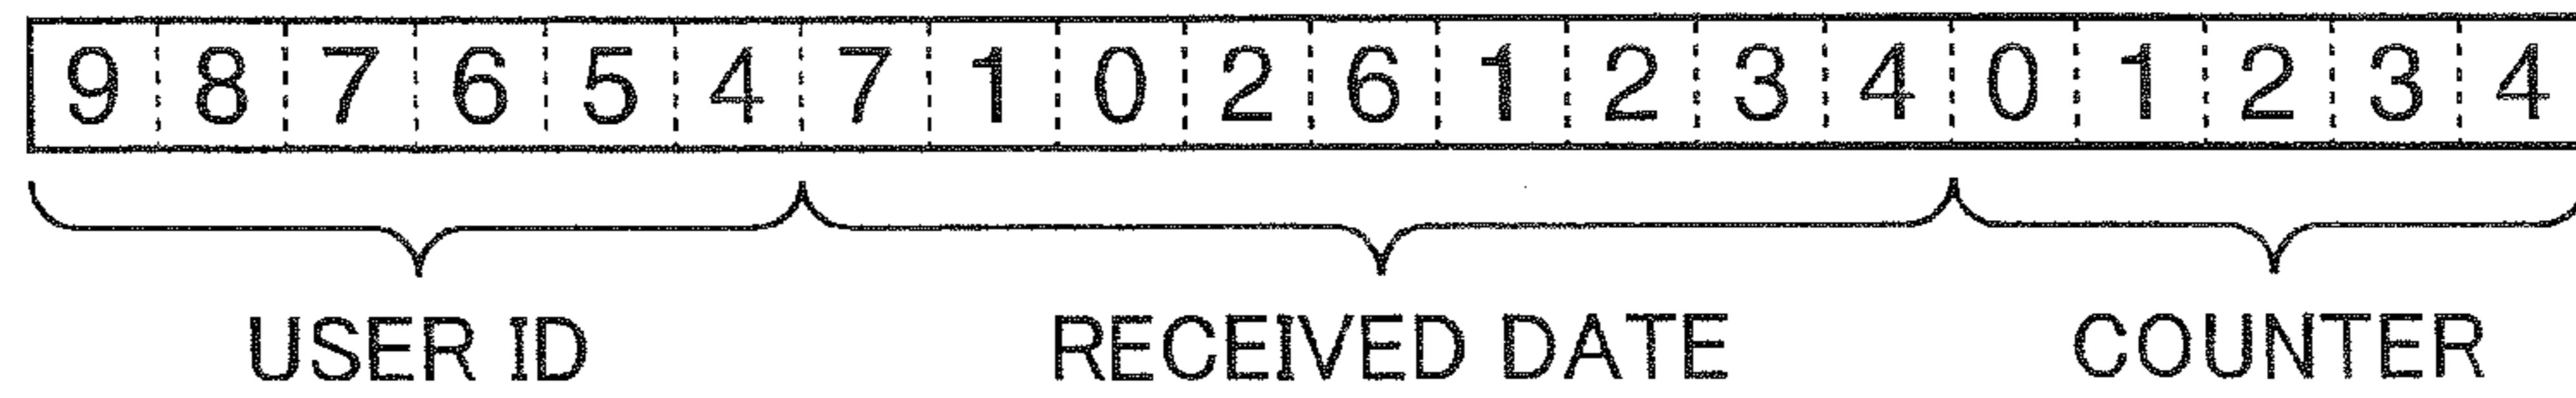 9 8 7 6 5 4 7 1 0 2 6 1 2 3 4 0 1 2 3 4
USER ID RECEIVED DATE COUNTER